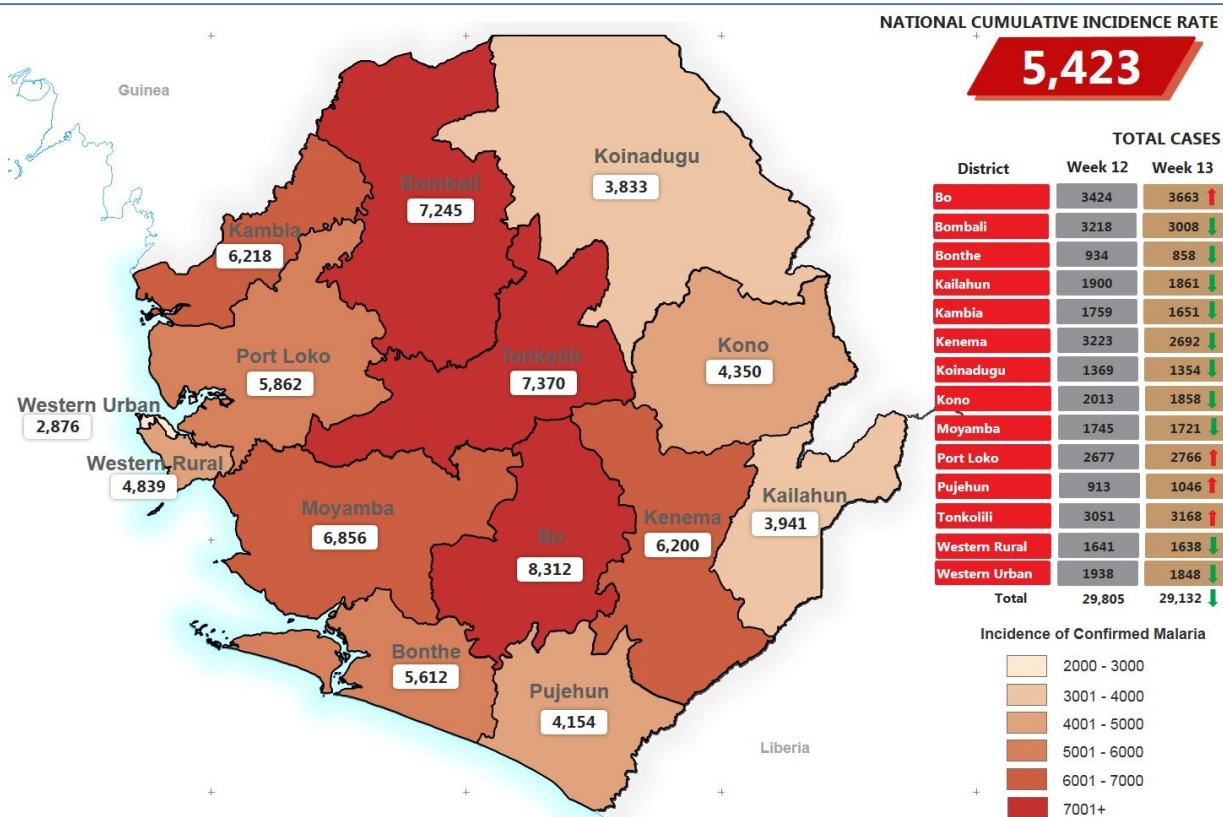 NATIONAL CUMULATIVE INCIDENCE RATE
5,423
Guinea
Koinadugu
3,833
Bombali
7,245
Kambia
6,218
Port Loko
5,862
Tonkolili
7,370
Kono
4,350
Western Urban
2,876
Western Rural
4,839
Moyamba
6,856
Bo
8,312
Kenema
6,200
Kailahun
3,941
Bonthe
5,612
Pujehun
4,154
Liberia
TOTAL CASES
District Week 12 Week 13
Bo 3424 3663
Bombali 3218 3008
Bonthe 934 858
Kailahun 1900 1861
Kambia 1759 1651
Kenema 3223 2692
Koinadugu 1369 1354
Kono 2013 1858
Moyamba 1745 1721
Port Loko 2677 2766
Pujehun 913 1046
Tonkolili 3051 3168
Western Rural 1641 1638
Western Urban 1938 1848
Total 29,805 29,132
Incidence of Confirmed Malaria
2000 - 3000
3001 - 4000
4001 - 5000
5001 - 6000
6001 - 7000
7001+